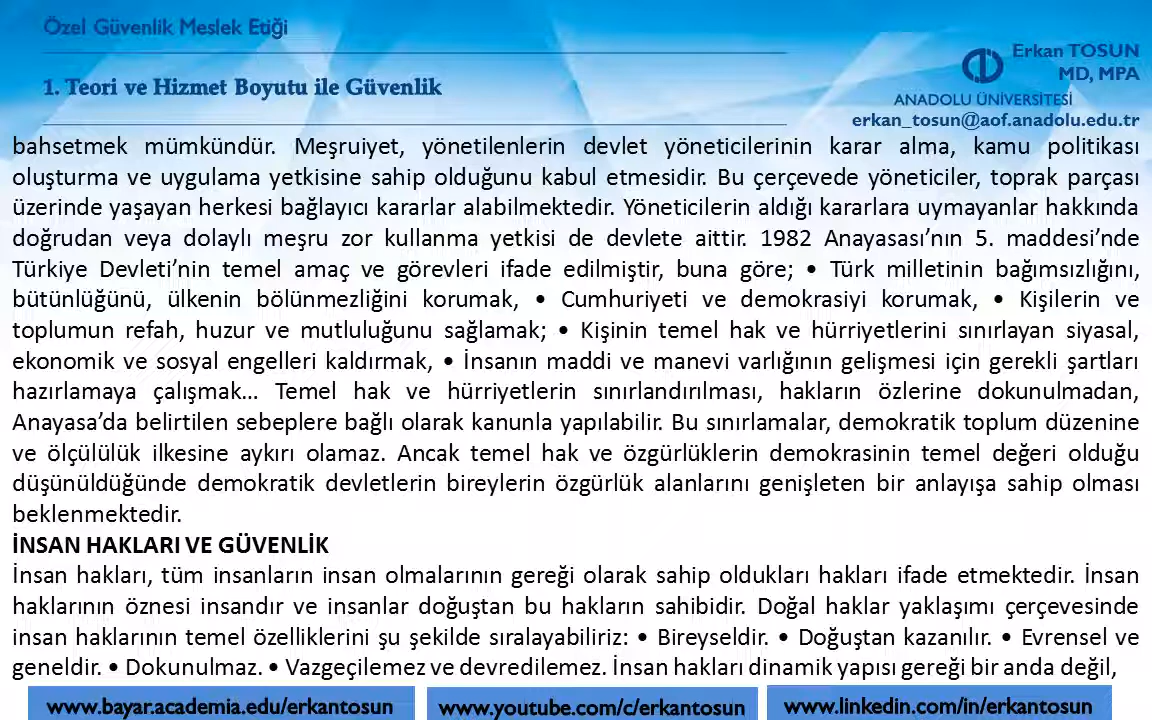 Özel Güvenlik Meslek Etiği
Erkan TOSUN
MD, MPA
1. Teori ve Hizmet Boyutu ile Güvenlik
ANADOLU ÜNİVERSİTESİ
erkan_tosun@aof.anadolu.edu.tr
bahsetmek mümkündür. Meşruiyet, yönetilenlerin devlet yöneticilerinin karar alma, kamu politikası
oluşturma ve uygulama yetkisine sahip olduğunu kabul etmesidir. Bu çerçevede yöneticiler, toprak parçası
üzerinde yaşayan herkesi bağlayıcı kararlar alabilmektedir. Yöneticilerin aldığı kararlara uymayanlar hakkında
doğrudan veya dolaylı meşru zor kullanma yetkisi de devlete aittir. 1982 Anayasası’nın 5. maddesi’nde
Türkiye Devleti’nin temel amaç ve görevleri ifade edilmiştir, buna göre; • Türk milletinin bağımsızlığını,
bütünlüğünü, ülkenin bölünmezliğini korumak, • Cumhuriyeti ve demokrasiyi korumak, • Kişilerin ve
toplumun refah, huzur ve mutluluğunu sağlamak; • Kişinin temel hak ve hürriyetlerini sınırlayan siyasal,
ekonomik ve sosyal engelleri kaldırmak, • İnsanın maddi ve manevi varlığının gelişmesi için gerekli şartları
hazırlamaya çalışmak… Temel hak ve hürriyetlerin sınırlandırılması, hakların özlerine dokunulmadan,
Anayasa’da belirtilen sebeplere bağlı olarak kanunla yapılabilir. Bu sınırlamalar, demokratik toplum düzenine
ve ölçülülük ilkesine aykırı olamaz. Ancak temel hak ve özgürlüklerin demokrasinin temel değeri olduğu
düşünüldüğünde demokratik devletlerin bireylerin özgürlük alanlarını genişleten bir anlayışa sahip olması
beklenmektedir.
İNSAN HAKLARI VE GÜVENLİK
İnsan hakları, tüm insanların insan olmalarının gereği olarak sahip oldukları hakları ifade etmektedir. İnsan
haklarının öznesi insandır ve insanlar doğuştan bu hakların sahibidir. Doğal haklar yaklaşımı çerçevesinde
insan haklarının temel özelliklerini şu şekilde sıralayabiliriz: • Bireyseldir. • Doğuştan kazanılır. • Evrensel ve
geneldir. • Dokunulmaz. • Vazgeçilemez ve devredilemez. İnsan hakları dinamik yapısı gereği bir anda değil,
www.bayar.academia.edu/erkantosun
www.youtube.com/c/erkantosun
www.linkedin.com/in/erkantosun